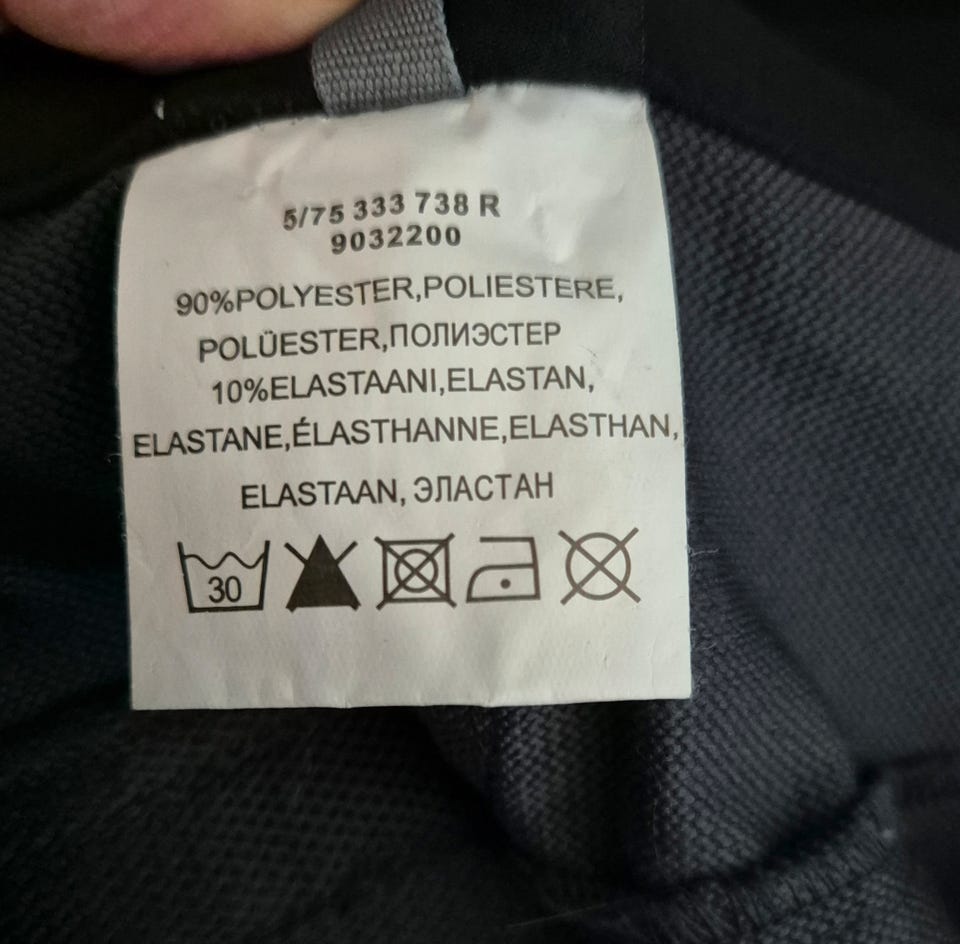 5/75 333 738 R
9032200
90%POLYESTER,POLIESTERE,
POLÜESTER,ПОЛИЭСТЕР
10%ELASTAANI,ELASTAN,
ELASTANE,ÉLASTHANNE,ELASTHAN,
ELASTAAN, ЭЛАСТАН
30